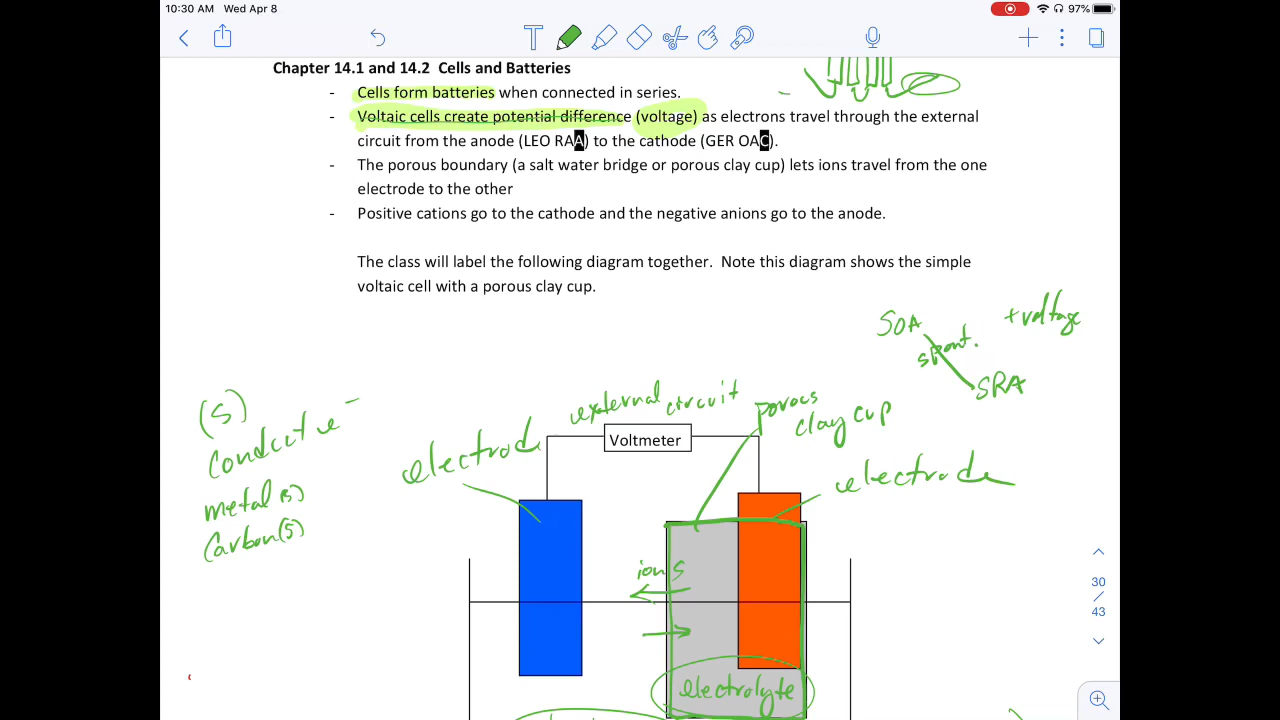 10:30 AM Wed Apr 8
97%
Chapter 14.1 and 14.2 Cells and Batteries
- Cells form batteries when connected in series.
- Voltaic cells create potential difference (voltage) as electrons travel through the external
circuit from the anode (LEO RAA) to the cathode (GER OAC).
- The porous boundary (a salt water bridge or porous clay cup) lets ions travel from the one
electrode to the other
- Positive cations go to the cathode and the negative anions go to the anode.
The class will label the following diagram together. Note this diagram shows the simple
voltaic cell with a porous clay cup.
SOA
+voltage
spont.
SRA
(s)
conductive
metal(s)
Carbon(s)
electrode
external circuit
Voltmeter
porous
clay cup
electrode
ions
electrolyte
30
/
43